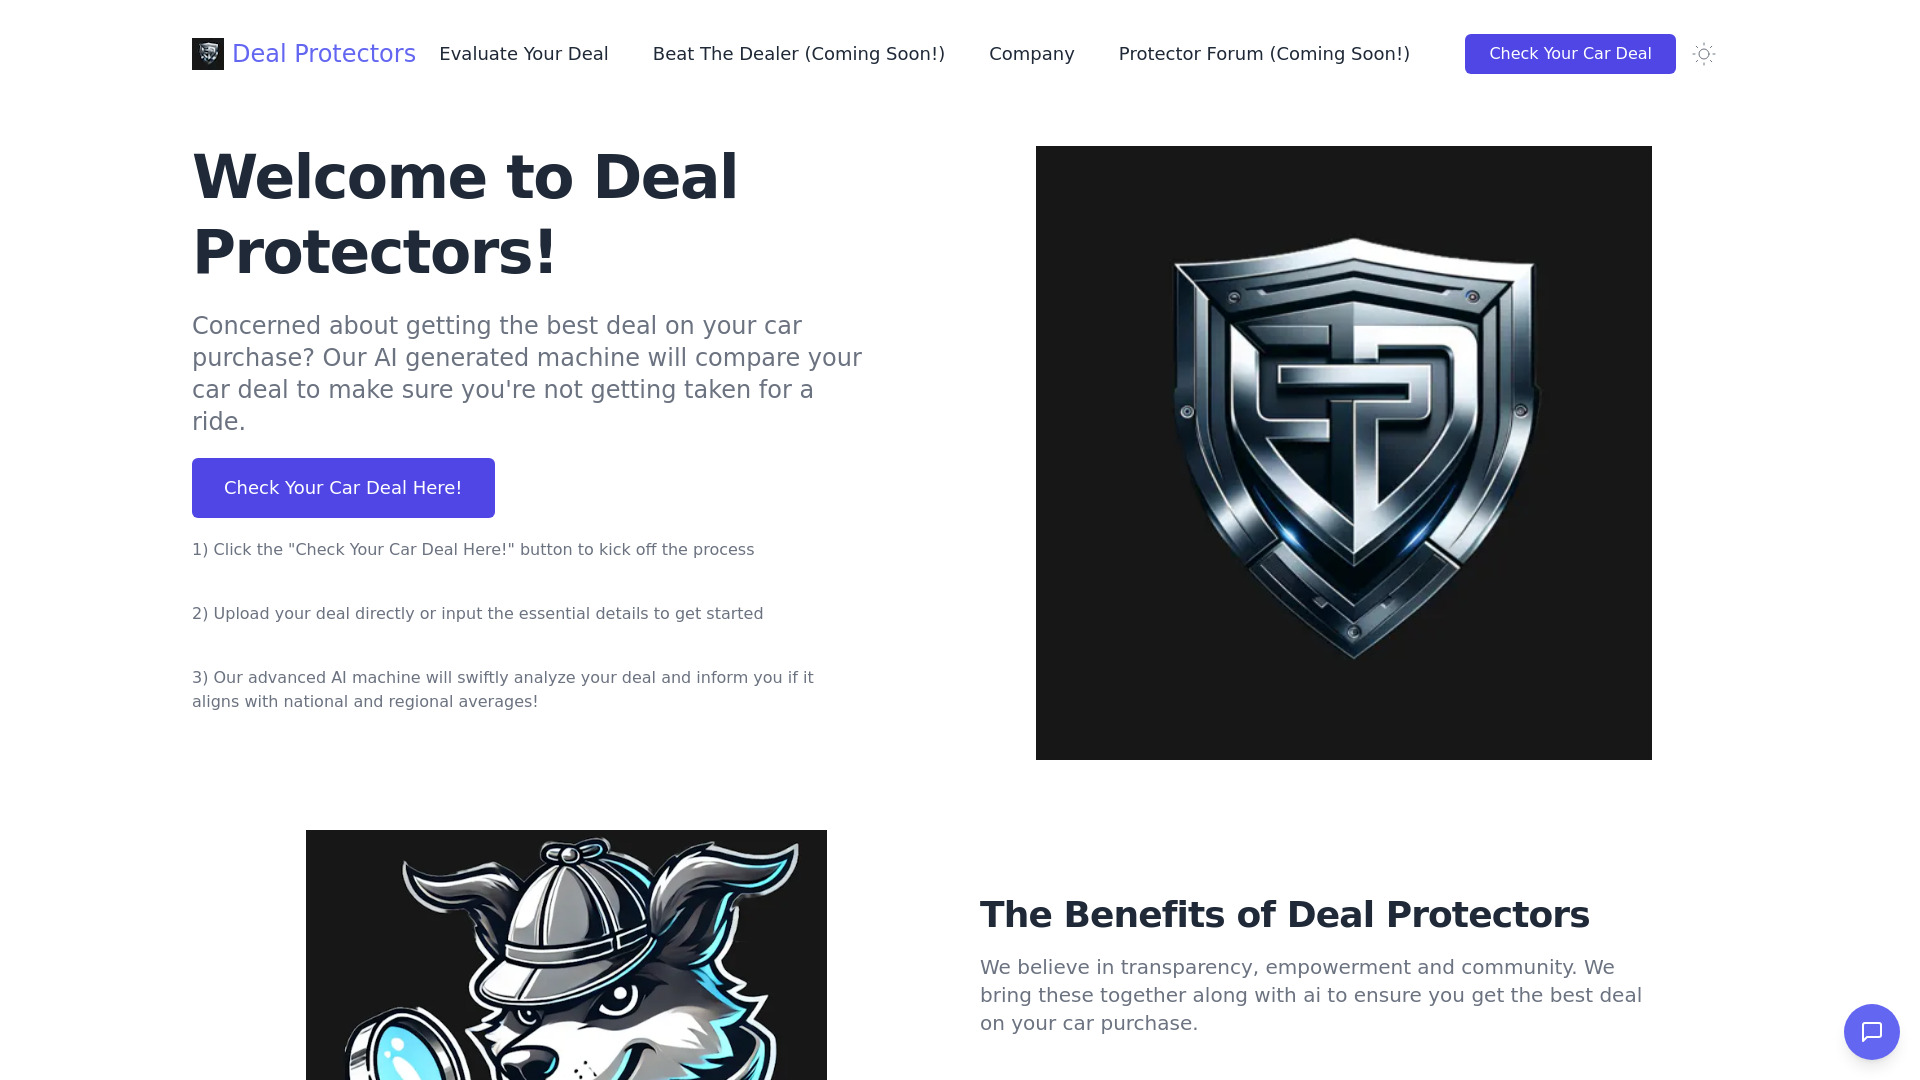 Deal Protectors
Evaluate Your Deal
Beat The Dealer (Coming Soon!)
Company
Protector Forum (Coming Soon!)
Check Your Car Deal
Welcome to Deal
Protectors!
Concerned about getting the best deal on your car
purchase? Our AI generated machine will compare your
car deal to make sure you're not getting taken for a
ride.
Check Your Car Deal Here!
1) Click the "Check Your Car Deal Here!" button to kick off the process
2) Upload your deal directly or input the essential details to get started
3) Our advanced AI machine will swiftly analyze your deal and inform you if it
aligns with national and regional averages!
The Benefits of Deal Protectors
We believe in transparency, empowerment and community. We
bring these together along with ai to ensure you get the best deal
on your car purchase.